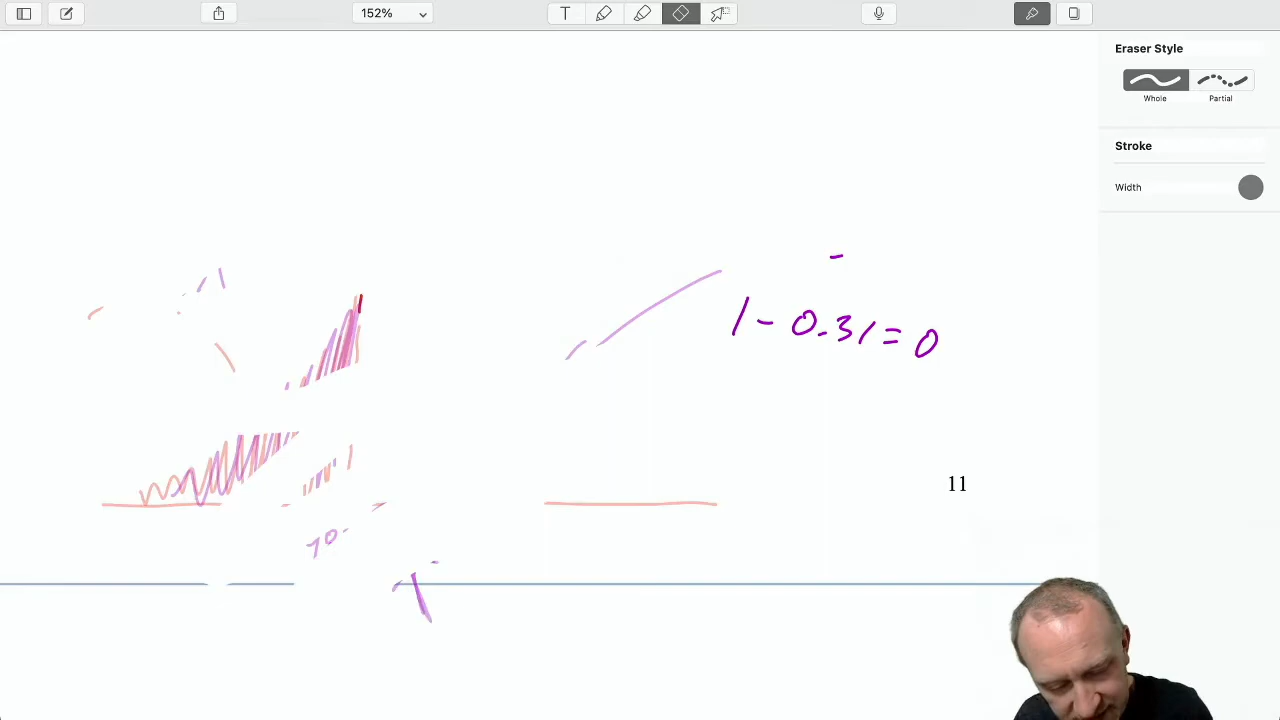 152%
T
Eraser Style
Whole Partial
Stroke
Width
1 - 0.31 = 0
11